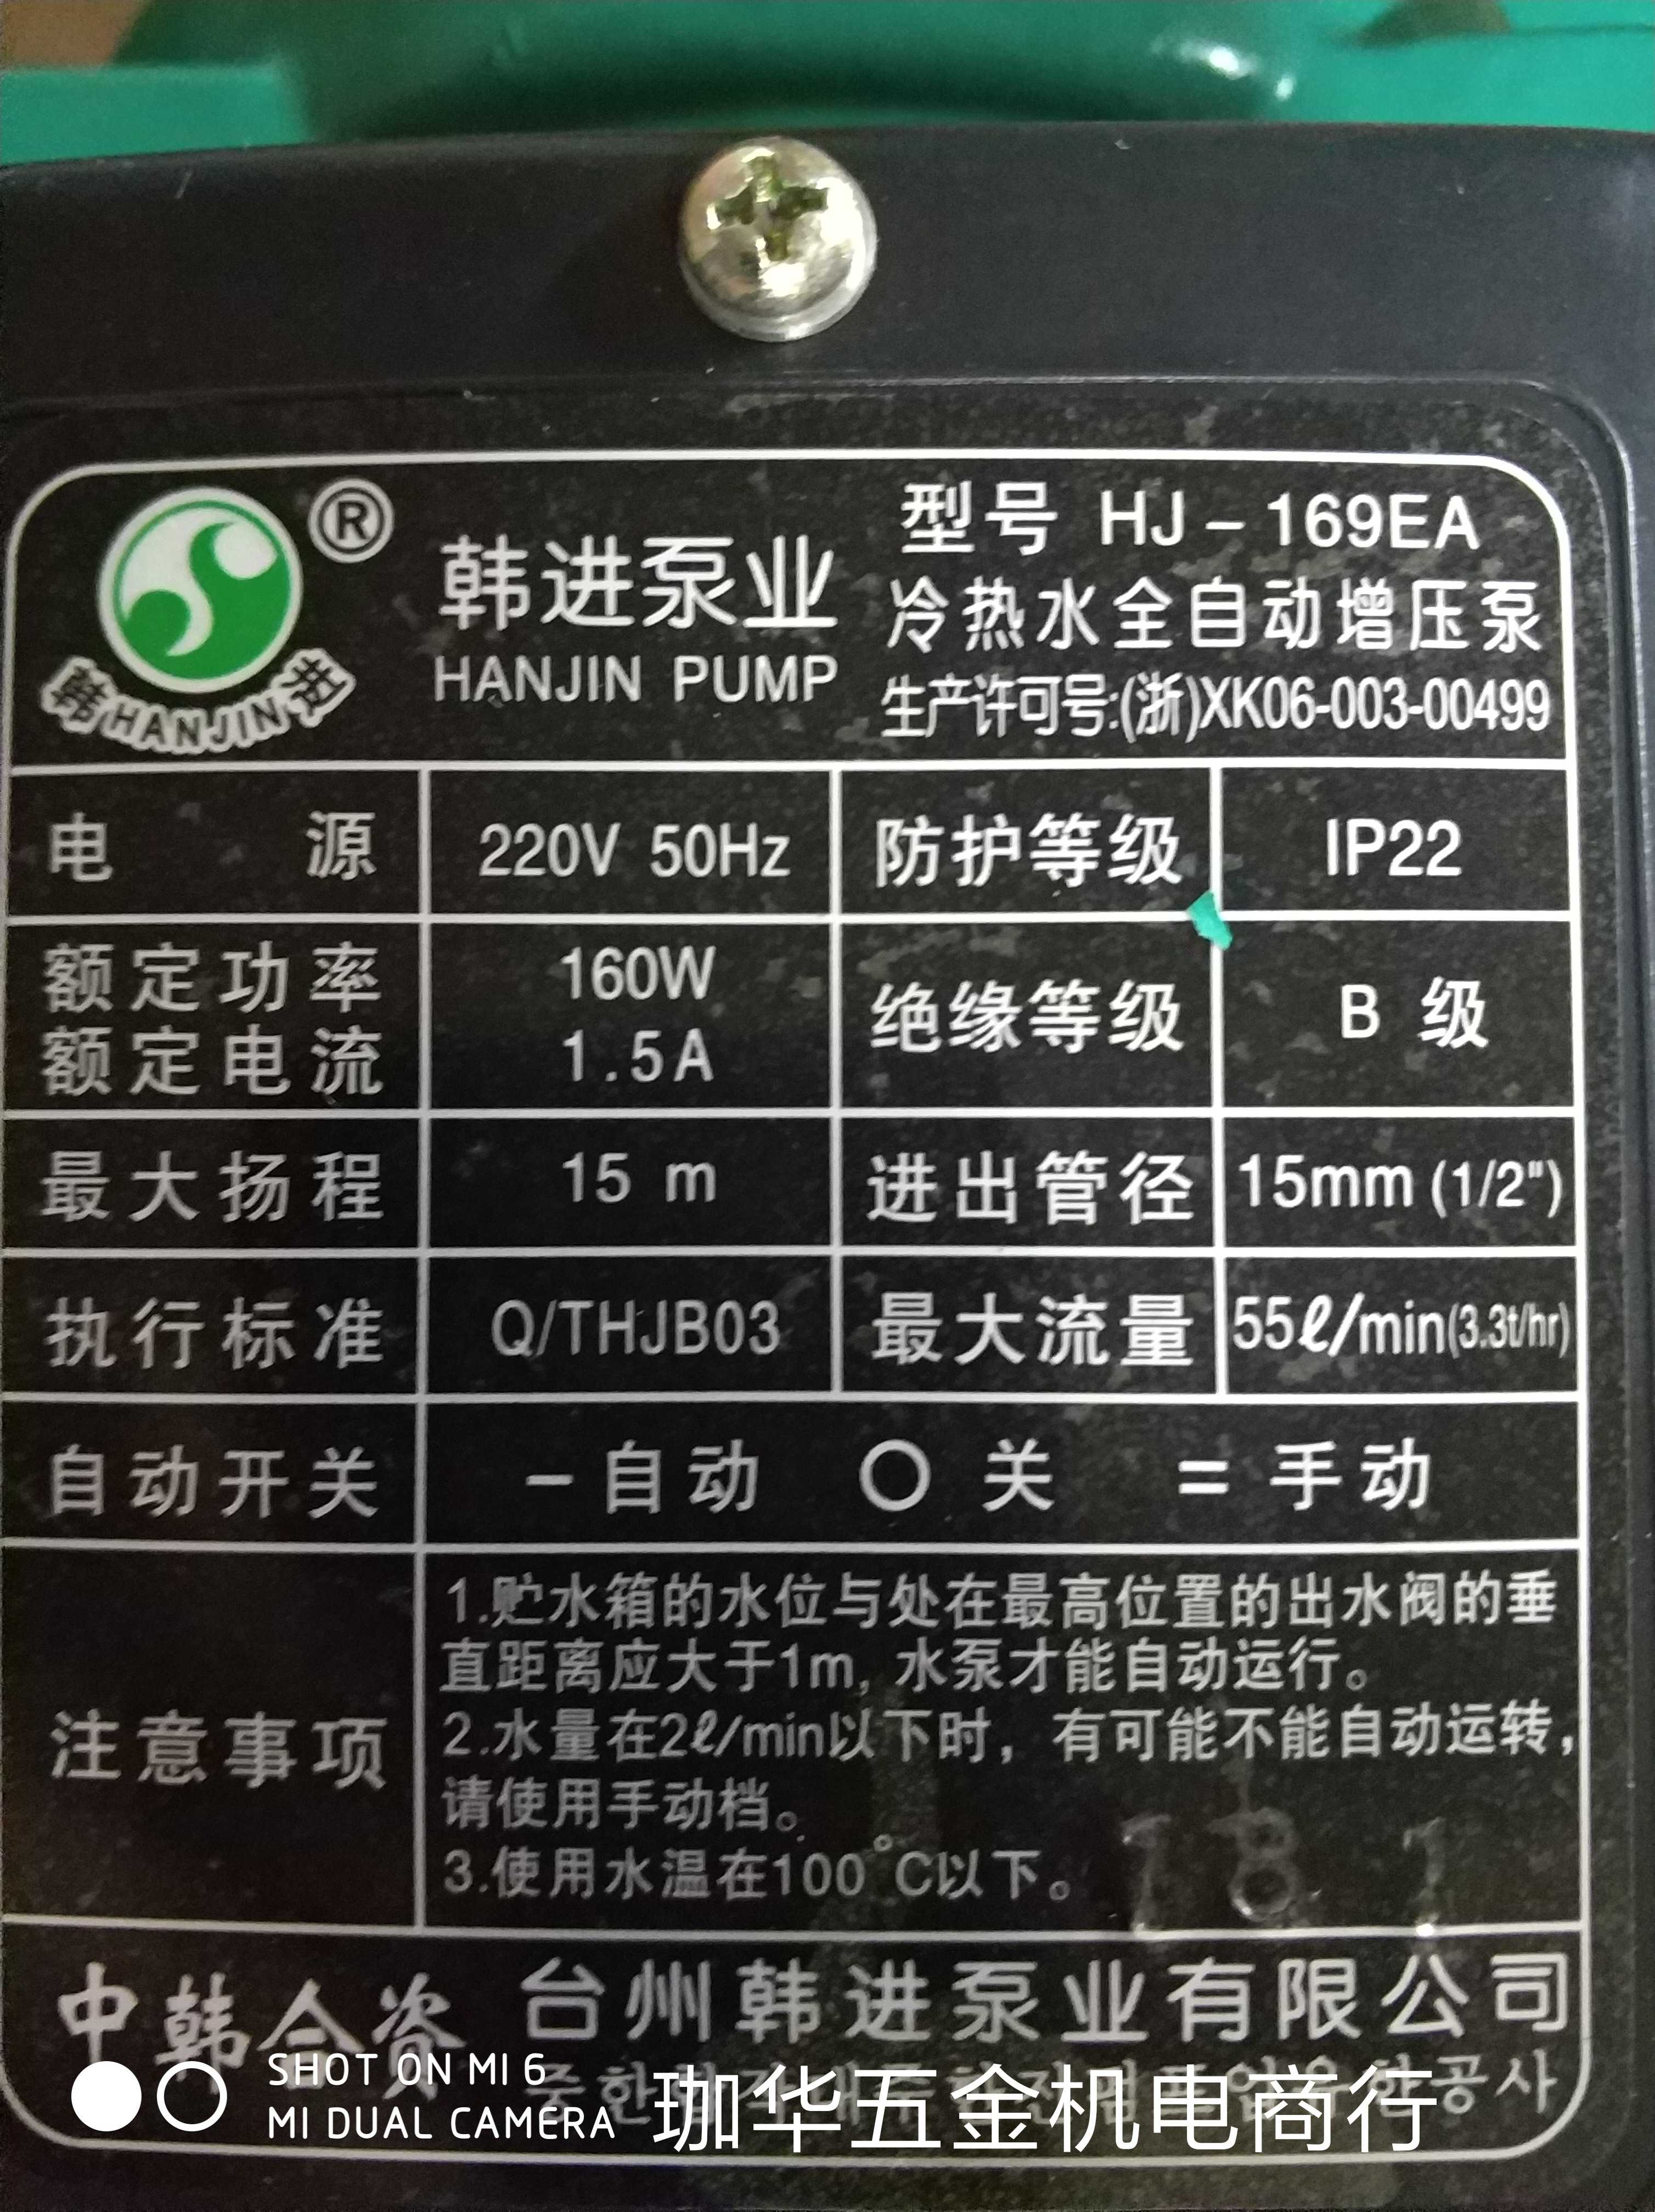 ®
韩HANJIN进
韩进泵业
HANJIN PUMP
型号 HJ-169EA
冷热水全自动增压泵
生产许可号:(浙)XK06-003-00499
电源 220V 50Hz 防护等级 IP22
额定功率 160W
额定电流 1.5A
绝缘等级 B 级
最大扬程 15 m 进出管径 15mm (1/2")
执行标准 Q/THJB03 最大流量 55ℓ/min(3.3t/hr)
自动开关 －自动 ○ 关 = 手动
注意事项
1.贮水箱的水位与处在最高位置的出水阀的垂
直距离应大于1m, 水泵才能自动运行。
2.水量在2ℓ/min以下时，有可能不能自动运转，
请使用手动档。
3.使用水温在100°C以下。
18 1
中韩合资 台州韩进泵业有限公司
공사
SHOT ON MI 6
MI DUAL CAMERA
珈华五金机电商行